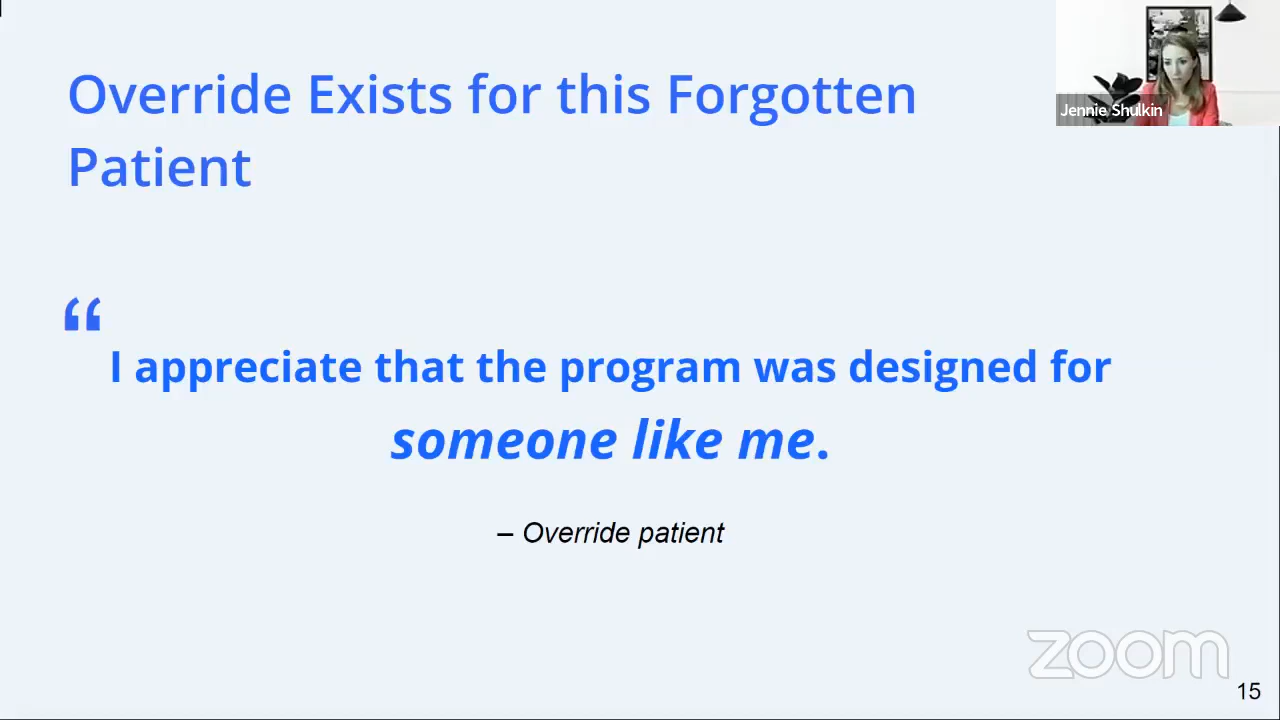 Override Exists for this Forgotten
Patient
Jennie Shulkin
“
I appreciate that the program was designed for
someone like me.
– Override patient
zoom
15